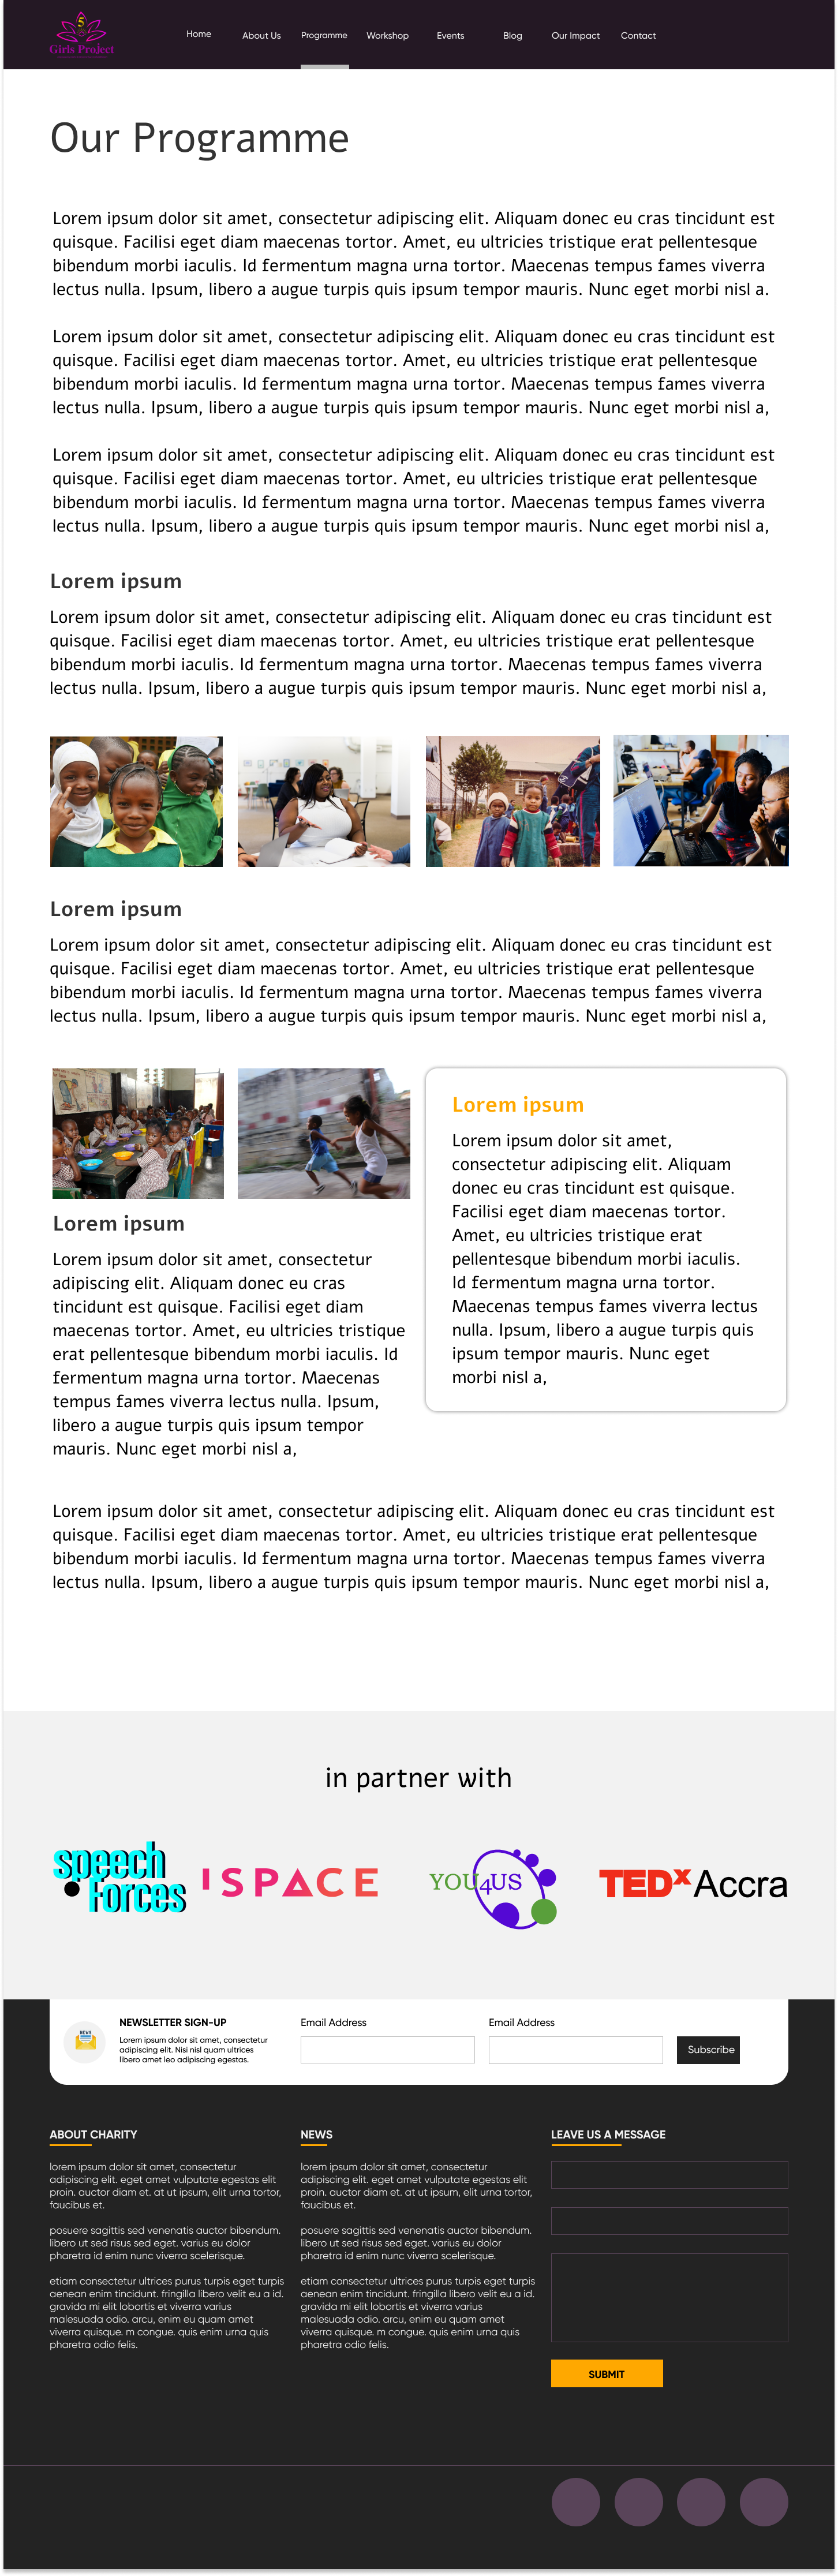 5
Girls Project
Home
About Us
Programme
Workshop
Events
Blog
Our Impact
Contact
Our Programme
Lorem ipsum dolor sit amet, consectetur adipiscing elit. Aliquam donec eu cras tincidunt est
quisque. Facilisi eget diam maecenas tortor. Amet, eu ultricies tristique erat pellentesque
bibendum morbi iaculis. Id fermentum magna urna tortor. Maecenas tempus fames viverra
lectus nulla. Ipsum, libero a augue turpis quis ipsum tempor mauris. Nunc eget morbi nisl a.
Lorem ipsum dolor sit amet, consectetur adipiscing elit. Aliquam donec eu cras tincidunt est
quisque. Facilisi eget diam maecenas tortor. Amet, eu ultricies tristique erat pellentesque
bibendum morbi iaculis. Id fermentum magna urna tortor. Maecenas tempus fames viverra
lectus nulla. Ipsum, libero a augue turpis quis ipsum tempor mauris. Nunc eget morbi nisl a,
Lorem ipsum dolor sit amet, consectetur adipiscing elit. Aliquam donec eu cras tincidunt est
quisque. Facilisi eget diam maecenas tortor. Amet, eu ultricies tristique erat pellentesque
bibendum morbi iaculis. Id fermentum magna urna tortor. Maecenas tempus fames viverra
lectus nulla. Ipsum, libero a augue turpis quis ipsum tempor mauris. Nunc eget morbi nisl a,
Lorem ipsum
Lorem ipsum dolor sit amet, consectetur adipiscing elit. Aliquam donec eu cras tincidunt est
quisque. Facilisi eget diam maecenas tortor. Amet, eu ultricies tristique erat pellentesque
bibendum morbi iaculis. Id fermentum magna urna tortor. Maecenas tempus fames viverra
lectus nulla. Ipsum, libero a augue turpis quis ipsum tempor mauris. Nunc eget morbi nisl a,
Lorem ipsum
Lorem ipsum dolor sit amet, consectetur adipiscing elit. Aliquam donec eu cras tincidunt est
quisque. Facilisi eget diam maecenas tortor. Amet, eu ultricies tristique erat pellentesque
bibendum morbi iaculis. Id fermentum magna urna tortor. Maecenas tempus fames viverra
lectus nulla. Ipsum, libero a augue turpis quis ipsum tempor mauris. Nunc eget morbi nisl a,
Lorem ipsum
Lorem ipsum dolor sit amet, consectetur
adipiscing elit. Aliquam donec eu cras
tincidunt est quisque. Facilisi eget diam
maecenas tortor. Amet, eu ultricies tristique
erat pellentesque bibendum morbi iaculis. Id
fermentum magna urna tortor. Maecenas
tempus fames viverra lectus nulla. Ipsum,
libero a augue turpis quis ipsum tempor
mauris. Nunc eget morbi nisl a,
Lorem ipsum
Lorem ipsum dolor sit amet,
consectetur adipiscing elit. Aliquam
donec eu cras tincidunt est quisque.
Facilisi eget diam maecenas tortor.
Amet, eu ultricies tristique erat
pellentesque bibendum morbi iaculis.
Id fermentum magna urna tortor.
Maecenas tempus fames viverra lectus
nulla. Ipsum, libero a augue turpis quis
ipsum tempor mauris. Nunc eget
morbi nisl a,
Lorem ipsum dolor sit amet, consectetur adipiscing elit. Aliquam donec eu cras tincidunt est
quisque. Facilisi eget diam maecenas tortor. Amet, eu ultricies tristique erat pellentesque
bibendum morbi iaculis. Id fermentum magna urna tortor. Maecenas tempus fames viverra
lectus nulla. Ipsum, libero a augue turpis quis ipsum tempor mauris. Nunc eget morbi nisl a,
in partner with
speech
forces
ISPACE
YOU4US
TEDx Accra
NEWS
NEWSLETTER SIGN-UP
Lorem ipsum dolor sit amet, consectetur
adipiscing elit. Nisi nisl quam ultrices
libero amet leo adipiscing egestas.
Email Address
Email Address
Subscribe
ABOUT CHARITY
lorem ipsum dolor sit amet, consectetur
adipiscing elit. eget amet vulputate egestas elit
proin. auctor diam et. at ut ipsum, elit urna tortor,
faucibus et.
posuere sagittis sed venenatis auctor bibendum.
libero ut sed risus sed eget. varius eu dolor
pharetra id enim nunc viverra scelerisque.
etiam consectetur ultrices purus turpis eget turpis
aenean enim tincidunt. fringilla libero velit eu a id.
gravida mi elit lobortis et viverra varius
malesuada odio. arcu, enim eu quam amet
viverra quisque. m congue. quis enim urna quis
pharetra odio felis.
NEWS
lorem ipsum dolor sit amet, consectetur
adipiscing elit. eget amet vulputate egestas elit
proin. auctor diam et. at ut ipsum, elit urna tortor,
faucibus et.
posuere sagittis sed venenatis auctor bibendum.
libero ut sed risus sed eget. varius eu dolor
pharetra id enim nunc viverra scelerisque.
etiam consectetur ultrices purus turpis eget turpis
aenean enim tincidunt. fringilla libero velit eu a id.
gravida mi elit lobortis et viverra varius
malesuada odio. arcu, enim eu quam amet
viverra quisque. m congue. quis enim urna quis
pharetra odio felis.
LEAVE US A MESSAGE
SUBMIT